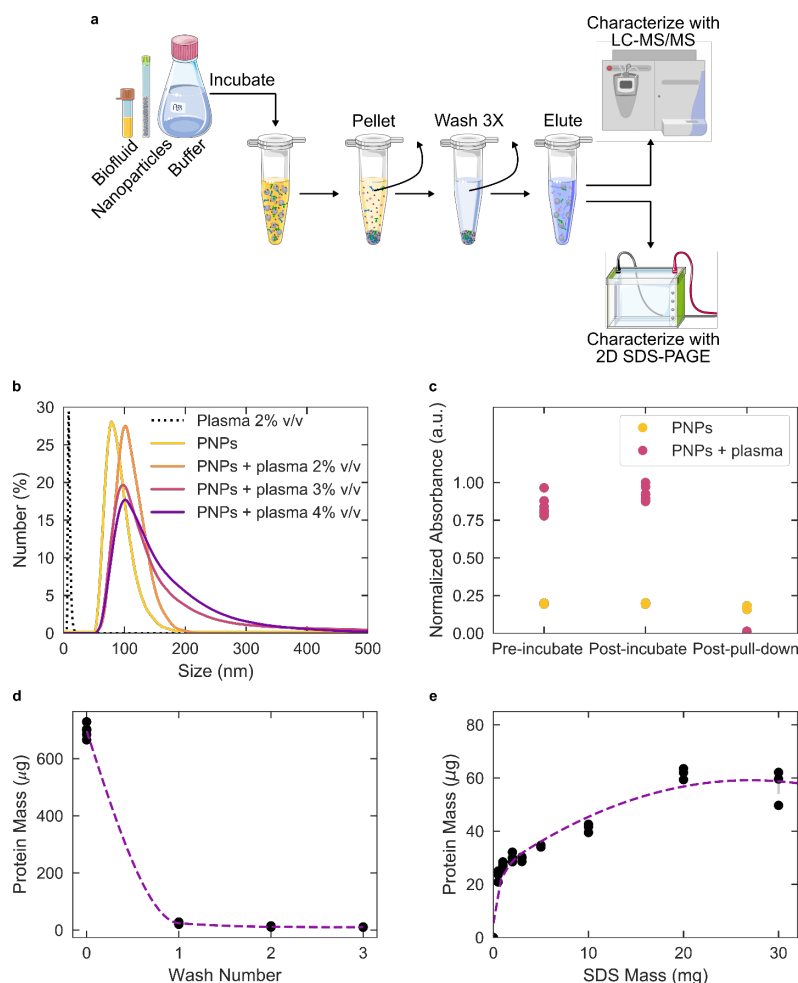 a
Characterize with
LC-MS/MS
Incubate
Pellet
Wash 3X
Elute
Biofluid
Nanoparticles
Buffer
Characterize with
2D SDS-PAGE
b
30
25
20
15
10
5
0
Number (%)
Plasma 2% v/v
PNPs
PNPs + plasma 2% v/v
PNPs + plasma 3% v/v
PNPs + plasma 4% v/v
0 100 200 300 400 500
Size (nm)
c
PNPs
PNPs + plasma
1.00
0.75
0.50
0.25
0.00
Normalized Absorbance (a.u.)
Pre-incubate Post-incubate Post-pull-down
d
600
400
200
0
Protein Mass (µg)
0 1 2 3
Wash Number
e
80
60
40
20
0
Protein Mass (µg)
0 10 20 30
SDS Mass (mg)